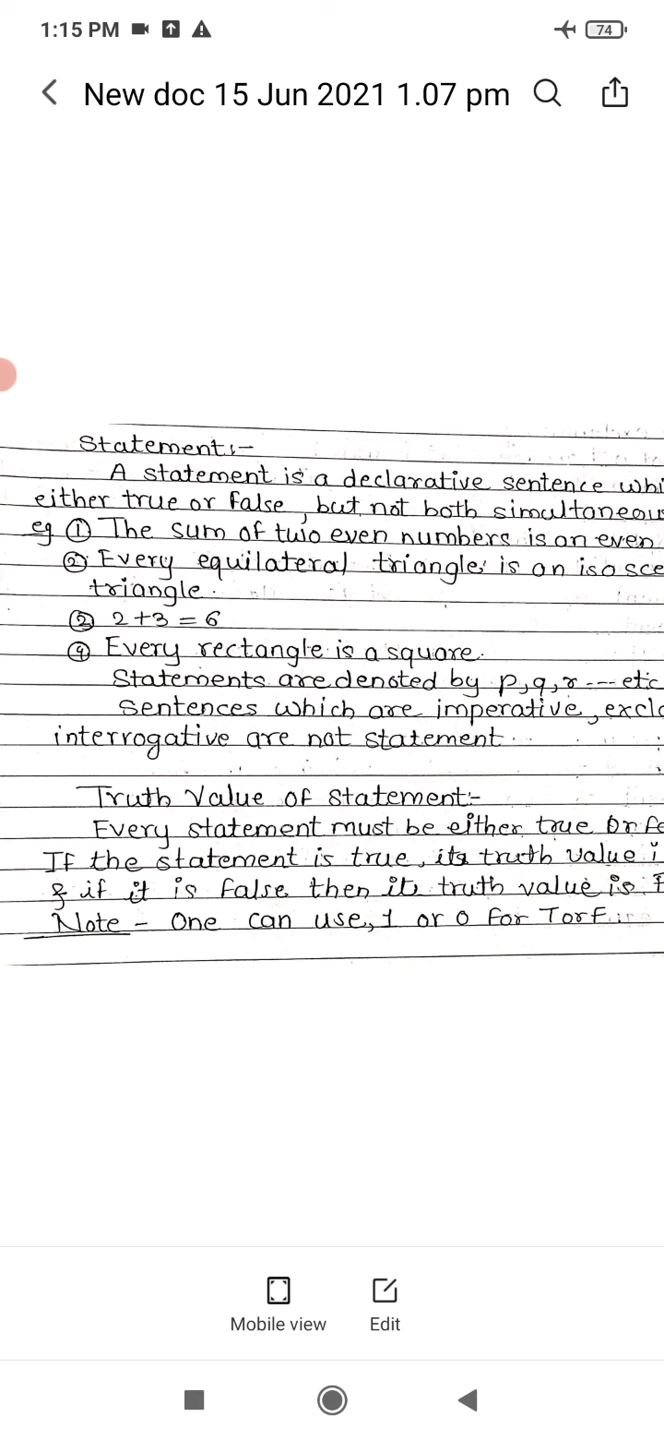 1:15 PM
74
New doc 15 Jun 2021 1.07 pm
Statement:-
A statement is a declarative sentence whi
either true or false, but not both simultaneou
eg ① The sum of two even numbers is an even
② Every equilateral triangle is an isosce
triangle.
③ 2+3=6
④ Every rectangle is a square.
Statements are denoted by p,q,r --- etc
Sentences which are imperative, excla
interrogative are not statement.
Truth Value of Statement:-
Every statement must be either true or fa
If the statement is true, its truth value i
& if it is false then its truth value is F
Note - One can use, 1 or 0 for T or F.
Mobile view
Edit